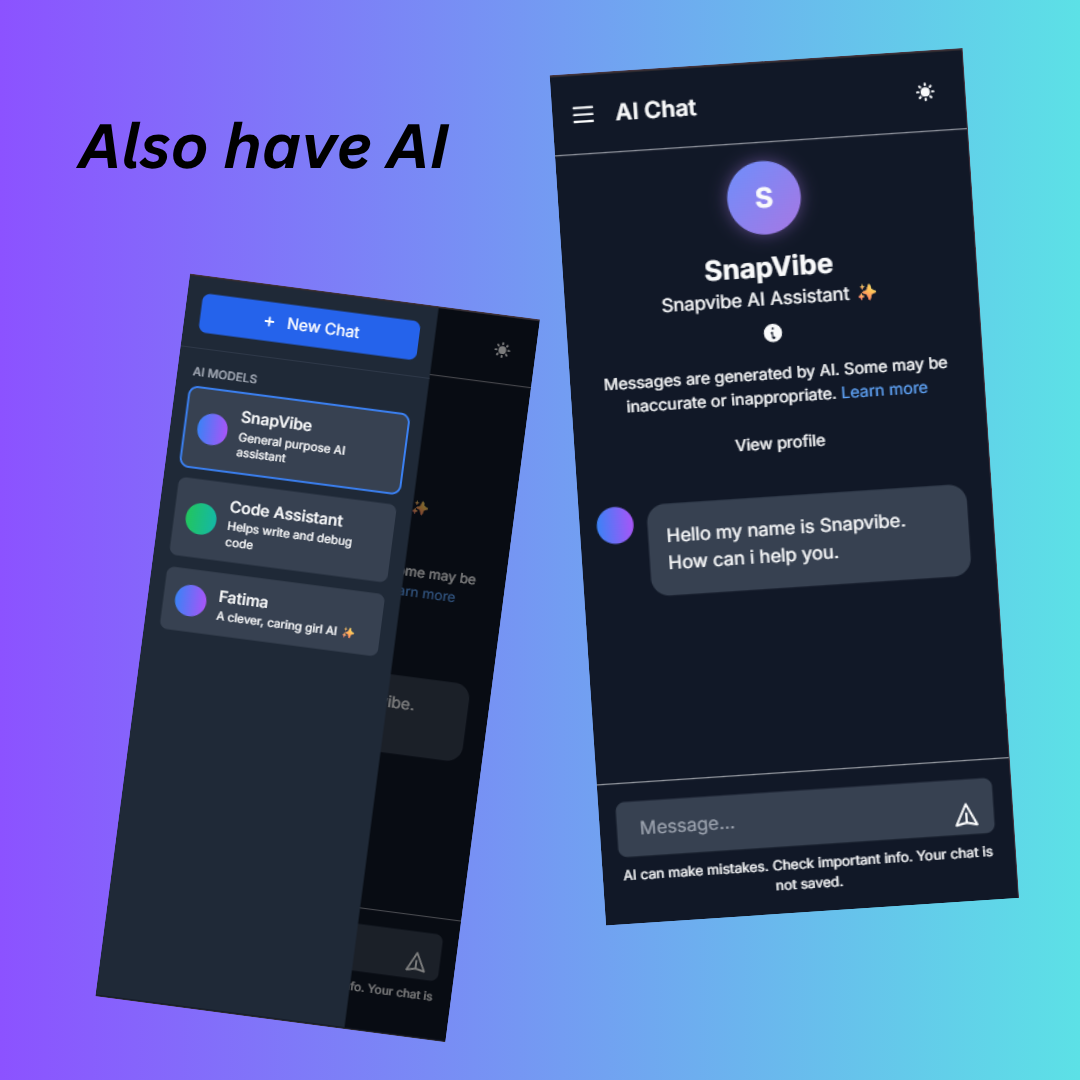 Also have AI
+ New Chat
AI MODELS
SnapVibe
General purpose AI
assistant
Code Assistant
Helps write and debug
code
Fatima
A clever, caring girl AI ✨
ome may be
arn more
ibe.
fo. Your chat is
AI Chat
S
SnapVibe
Snapvibe AI Assistant ✨
Messages are generated by AI. Some may be
inaccurate or inappropriate. Learn more
View profile
Hello my name is Snapvibe.
How can i help you.
Message...
AI can make mistakes. Check important info. Your chat is
not saved.